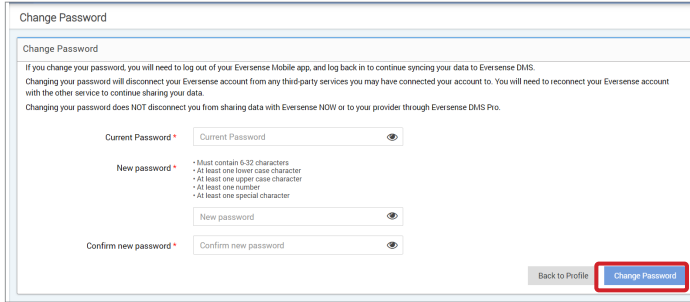 Change Password
Change Password
If you change your password, you will need to log out of your Eversense Mobile app, and log back in to continue syncing your data to Eversense DMS.
Changing your password will disconnect your Eversense account from any third-party services you may have connected your account to. You will need to reconnect your Eversense account
with the other service to continue sharing your data.
Changing your password does NOT disconnect you from sharing data with Eversense NOW or to your provider through Eversense DMS Pro.
Current Password * Current Password
New password * • Must contain 6-32 characters
• At least one lower case character
• At least one upper case character
• At least one number
• At least one special character
New password
Confirm new password * Confirm new password
Back to Profile Change Password